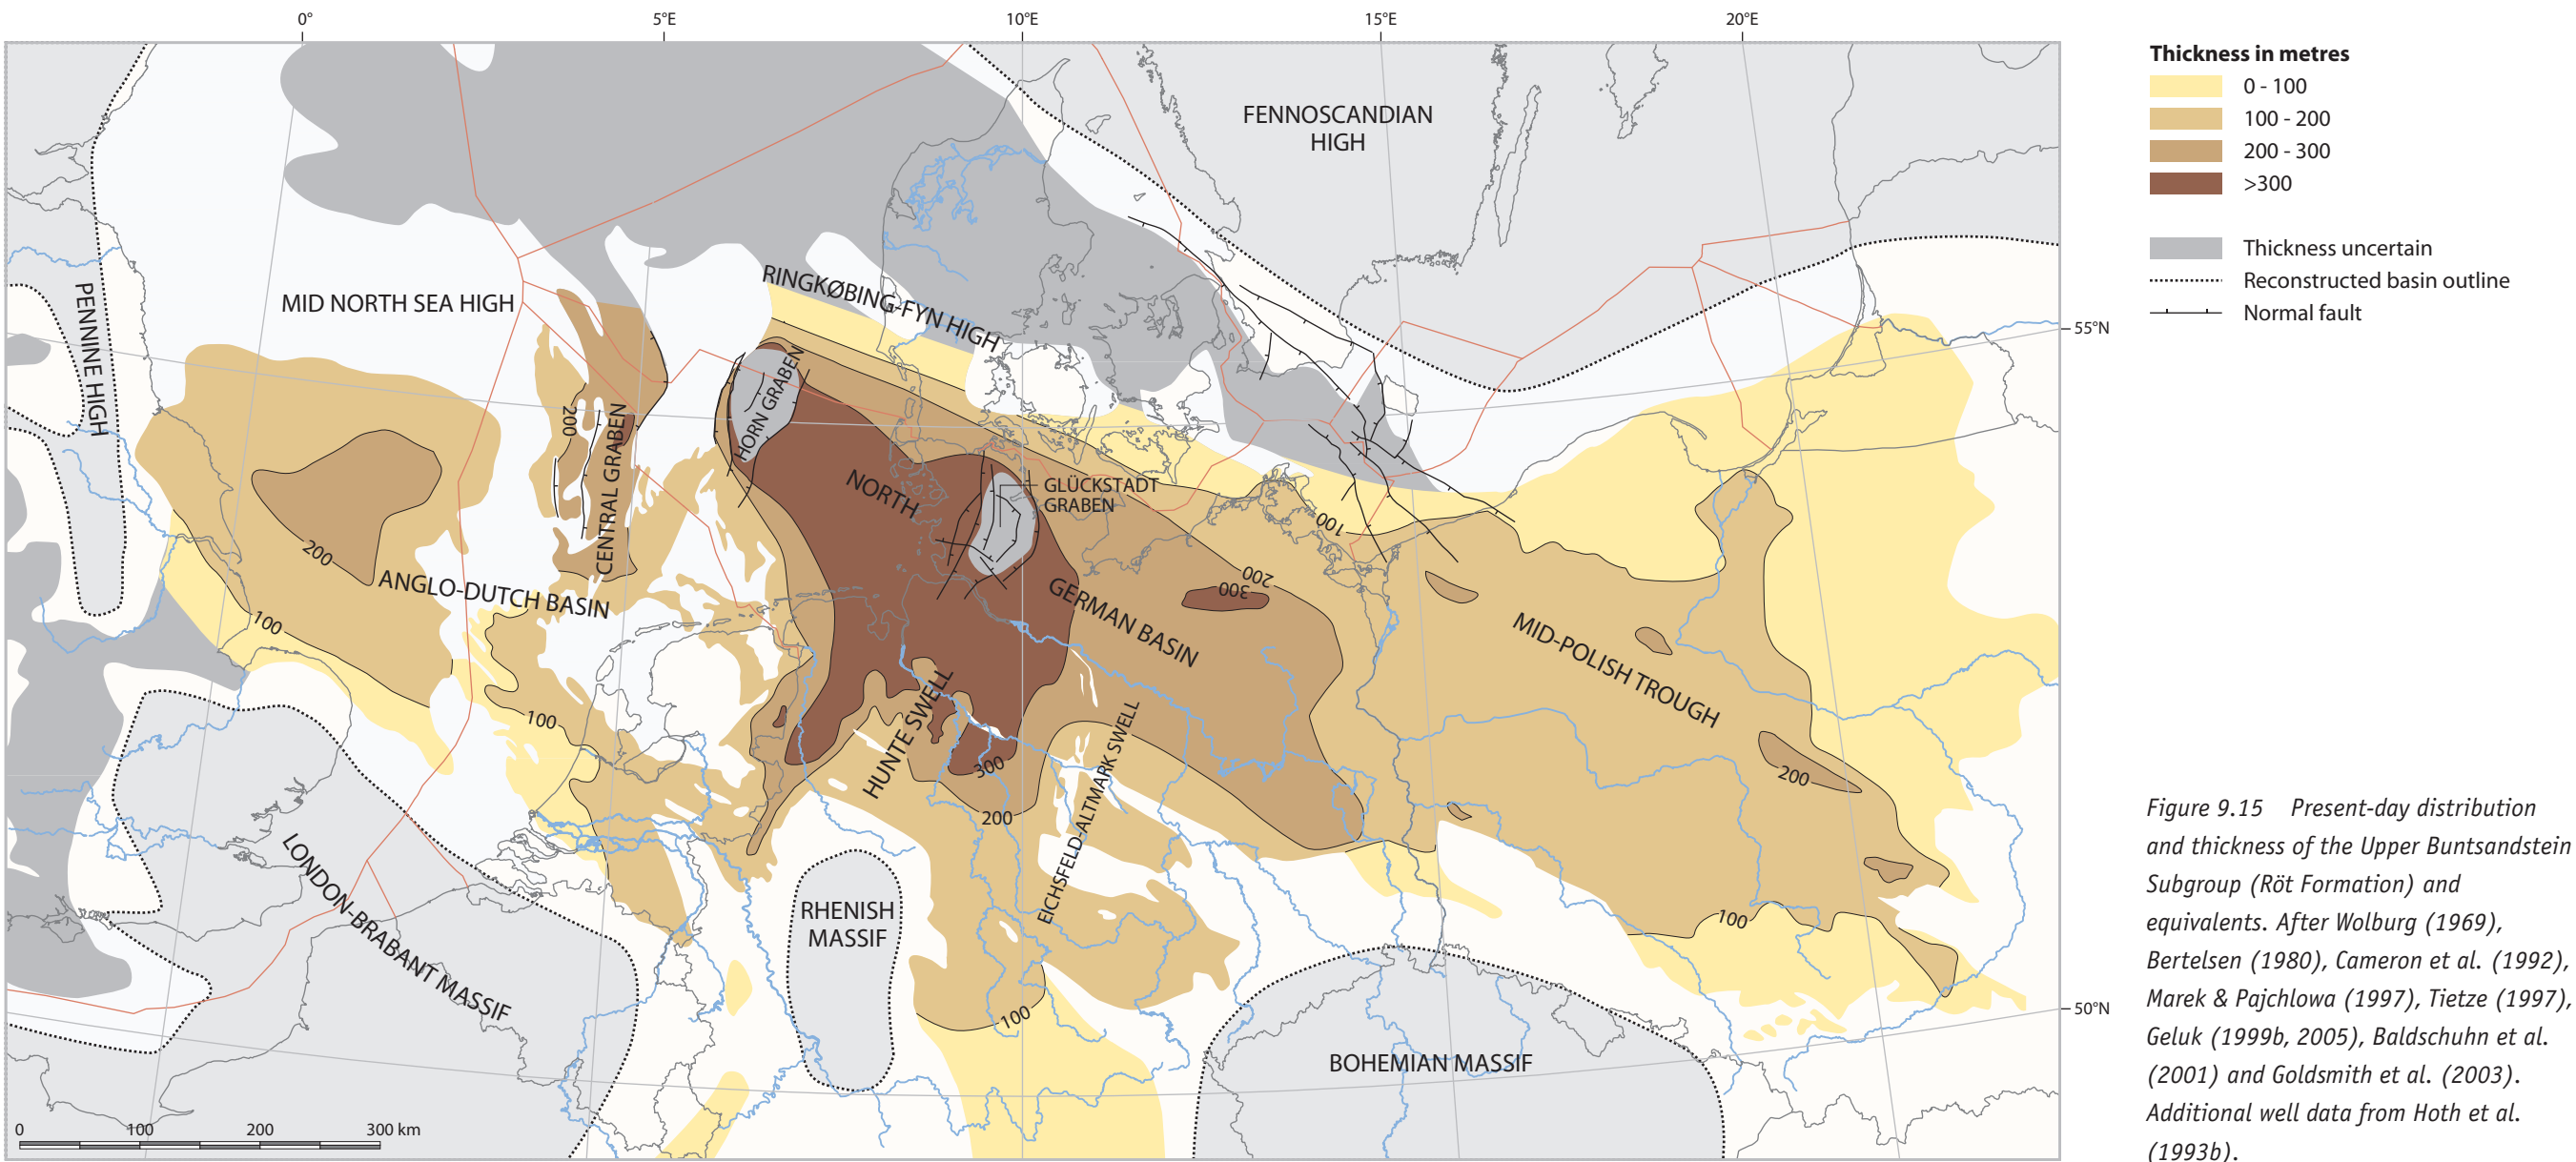 0°
5°E
10°E
15°E
20°E
FENNOSCANDIAN
HIGH
PENNINE HIGH
MID NORTH SEA HIGH
RINGKØBING-FYN HIGH
55°N
HORN GRABEN
200
CENTRAL GRABEN
NORTH
GLÜCKSTADT
GRABEN
100
200
200
300
ANGLO-DUTCH BASIN
GERMAN BASIN
100
MID-POLISH TROUGH
100
HUNTE SWELL
300
200
EICHSFELD-ALTMARK SWELL
200
LONDON-BRABANT MASSIF
RHENISH
MASSIF
100
100
50°N
BOHEMIAN MASSIF
0
100
200
300 km
Thickness in metres
0 - 100
100 - 200
200 - 300
>300
Thickness uncertain
Reconstructed basin outline
Normal fault
Figure 9.15 Present-day distribution
and thickness of the Upper Buntsandstein
Subgroup (Röt Formation) and
equivalents. After Wolburg (1969),
Bertelsen (1980), Cameron et al. (1992),
Marek & Pajchlowa (1997), Tietze (1997),
Geluk (1999b, 2005), Baldschuhn et al.
(2001) and Goldsmith et al. (2003).
Additional well data from Hoth et al.
(1993b).